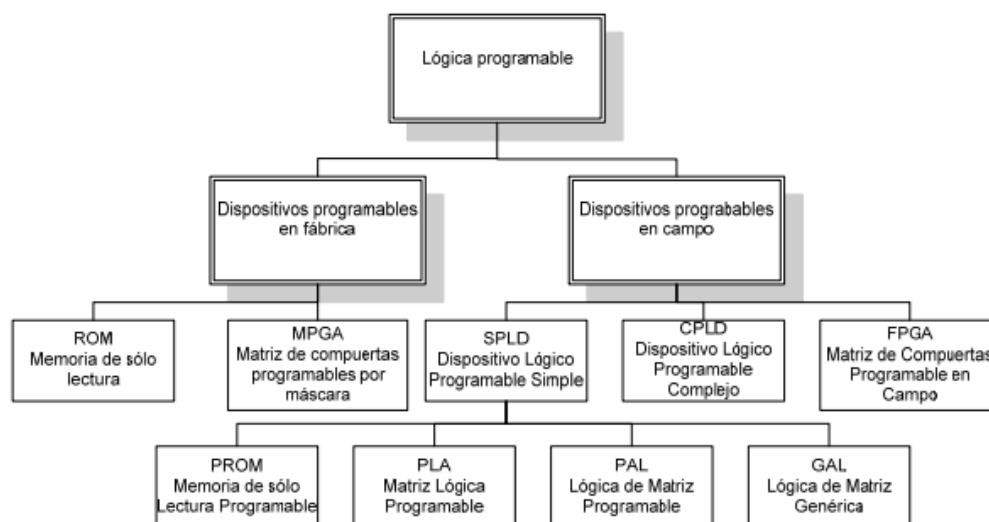 Lógica programable
Dispositivos programables
en fábrica
Dispositivos prograbables
en campo
ROM
Memoria de sólo
lectura
MPGA
Matriz de compuertas
programables por
máscara
SPLD
Dispositivo Lógico
Programable Simple
CPLD
Dispositivo Lógico
Programable
Complejo
FPGA
Matriz de Compuertas
Programable en
Campo
PROM
Memoria de sólo
Lectura Programable
PLA
Matriz Lógica
Programable
PAL
Lógica de Matriz
Programable
GAL
Lógica de Matriz
Genérica